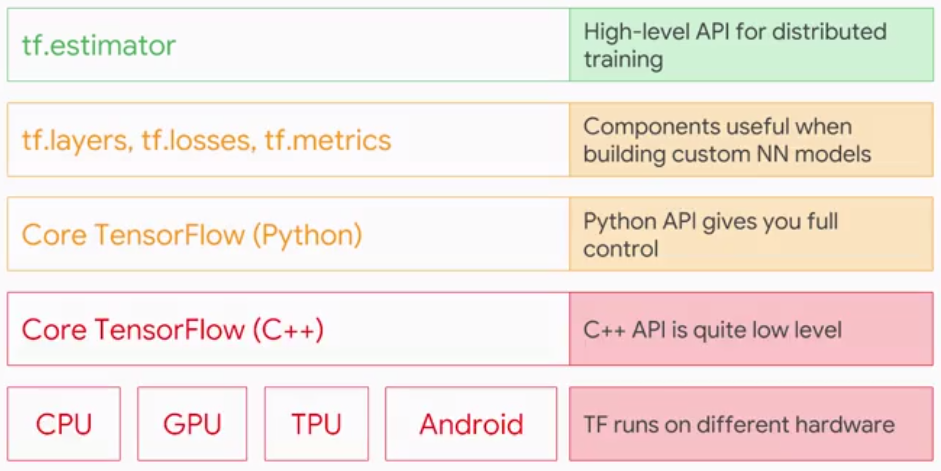 tf.estimator
High-level API for distributed
training
tf.layers, tf.losses, tf.metrics
Components useful when
building custom NN models
Core TensorFlow (Python)
Python API gives you full
control
Core TensorFlow (C++)
C++ API is quite low level
CPU
GPU
TPU
Android
TF runs on different hardware